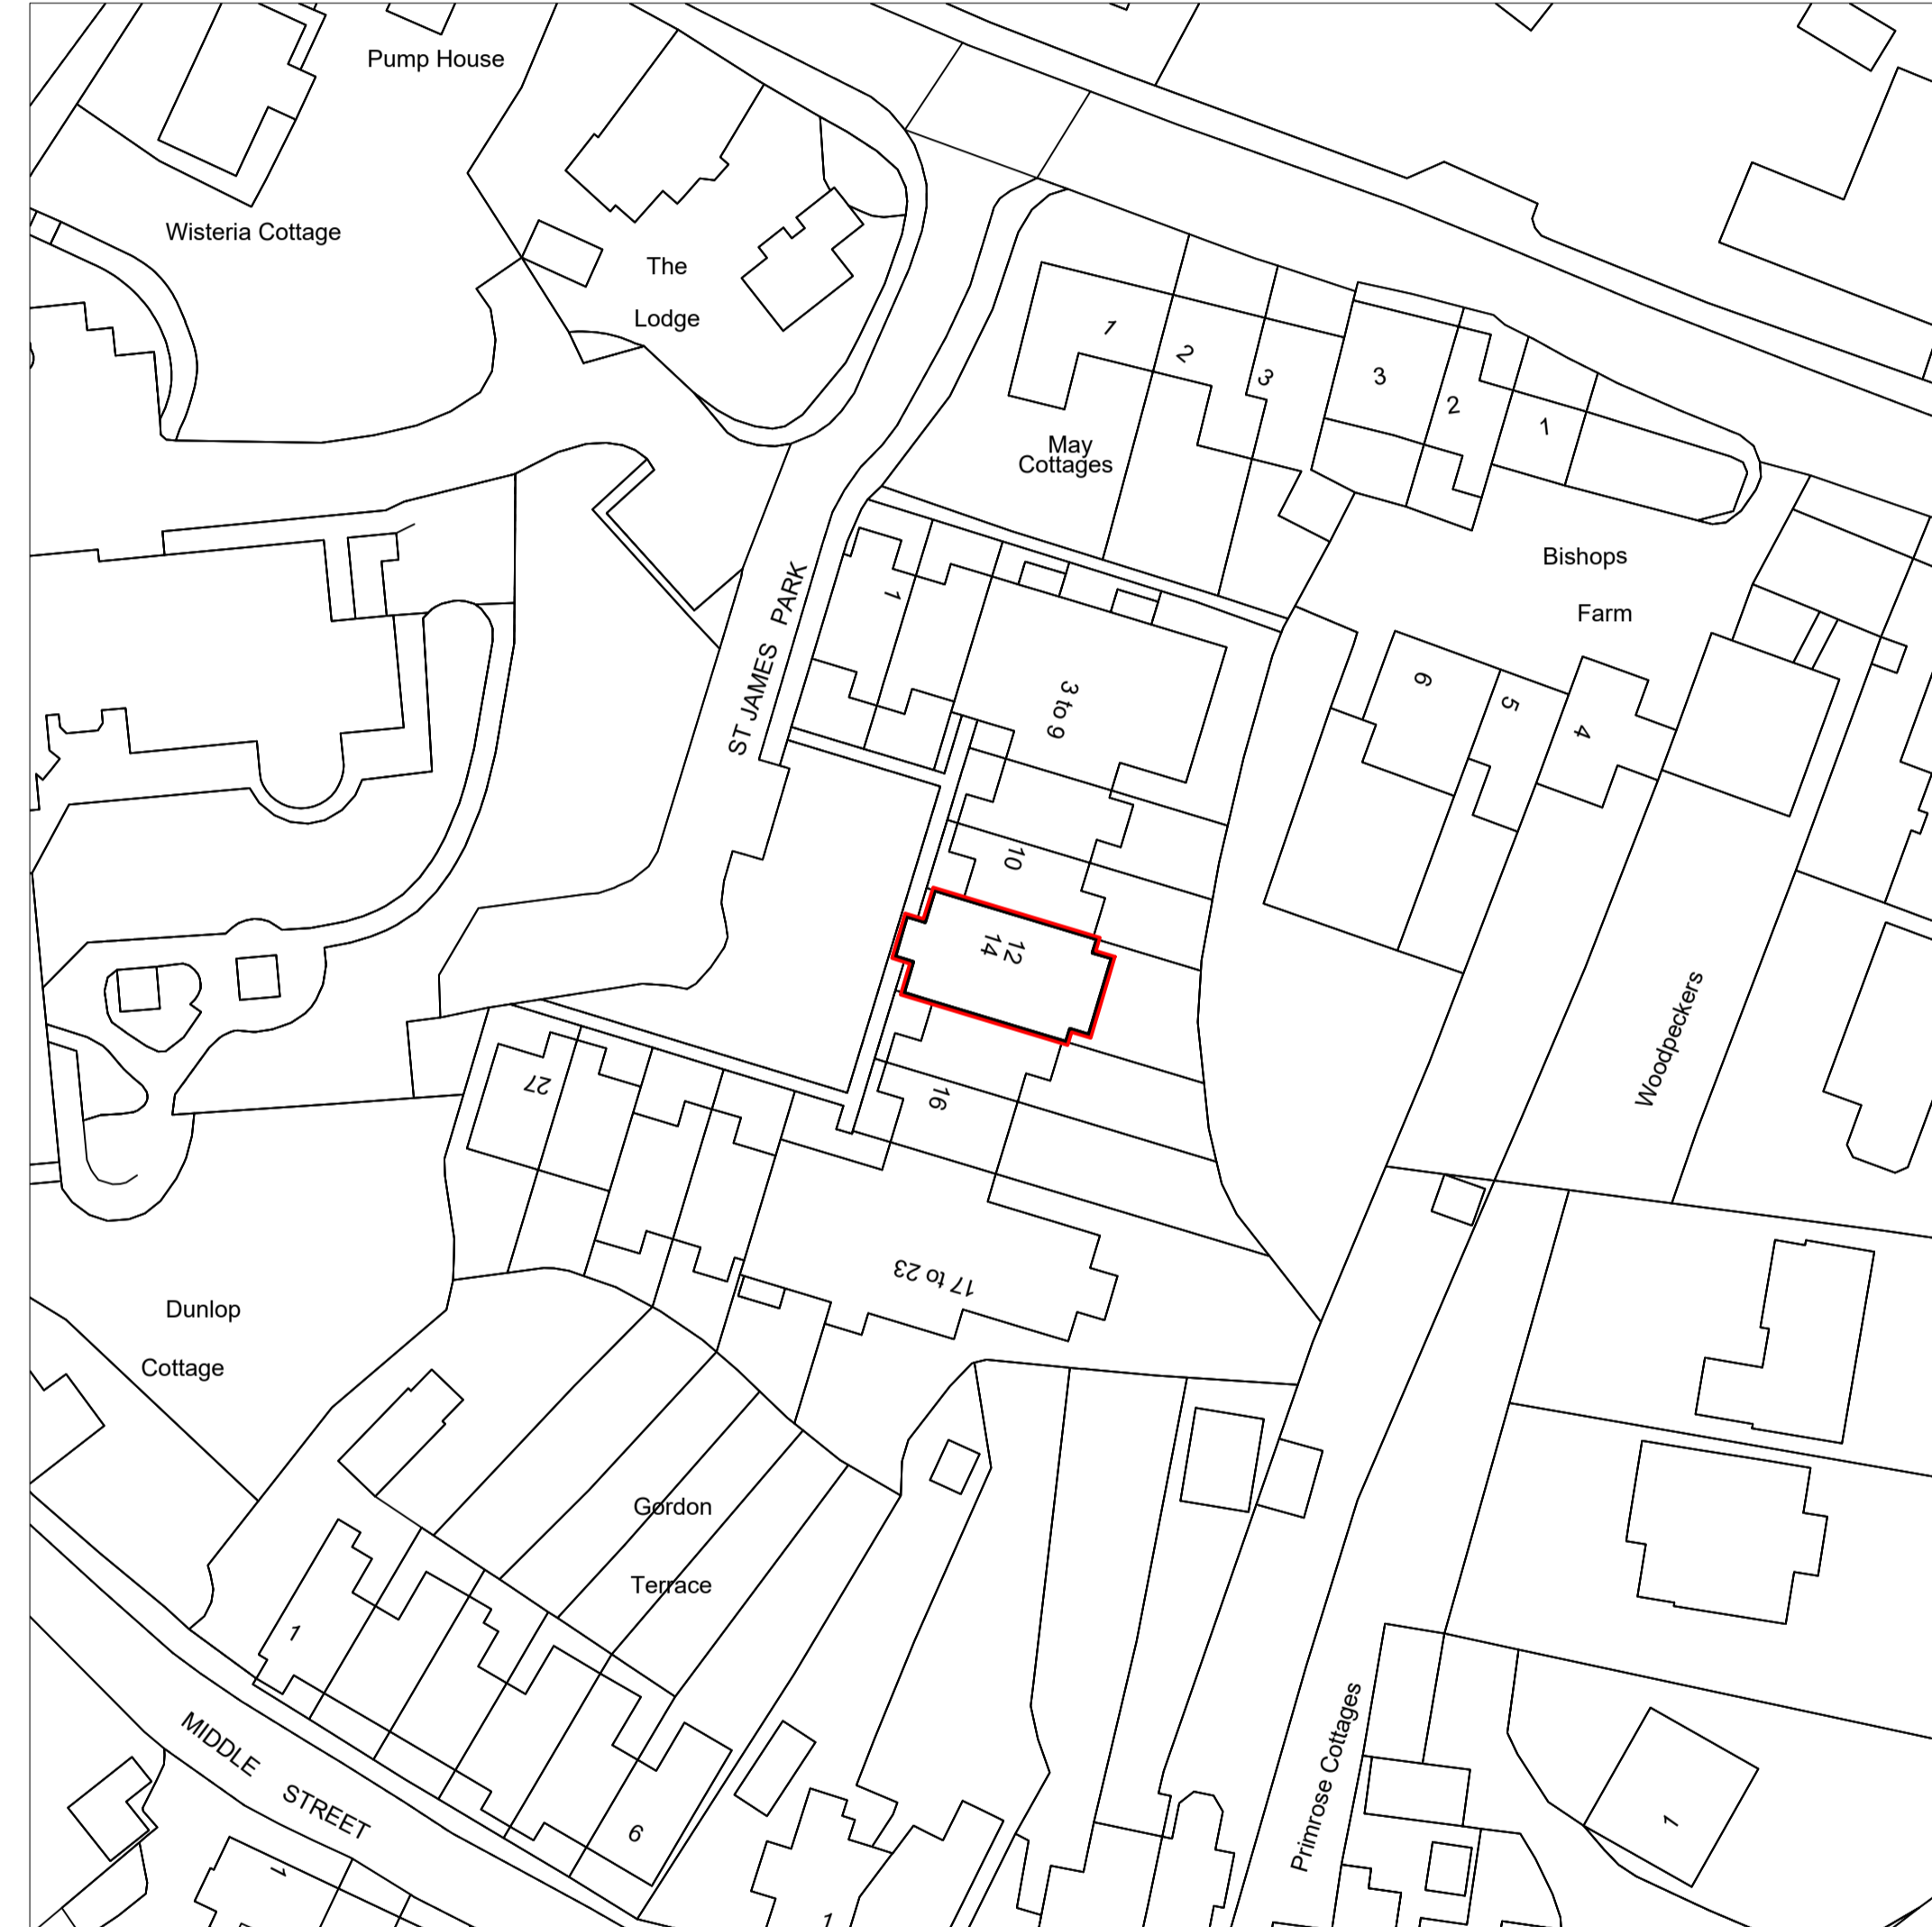 Pump House
Wisteria Cottage
The
Lodge
1
2
3
3
2
1
May
Cottages
Bishops
Farm
ST JAMES PARK
1
3 to 9
6
5
4
10
12
14
16
Woodpeckers
27
17 to 23
Dunlop
Cottage
Gordon
Terrace
1
6
MIDDLE STREET
Primrose Cottages
1
1
1